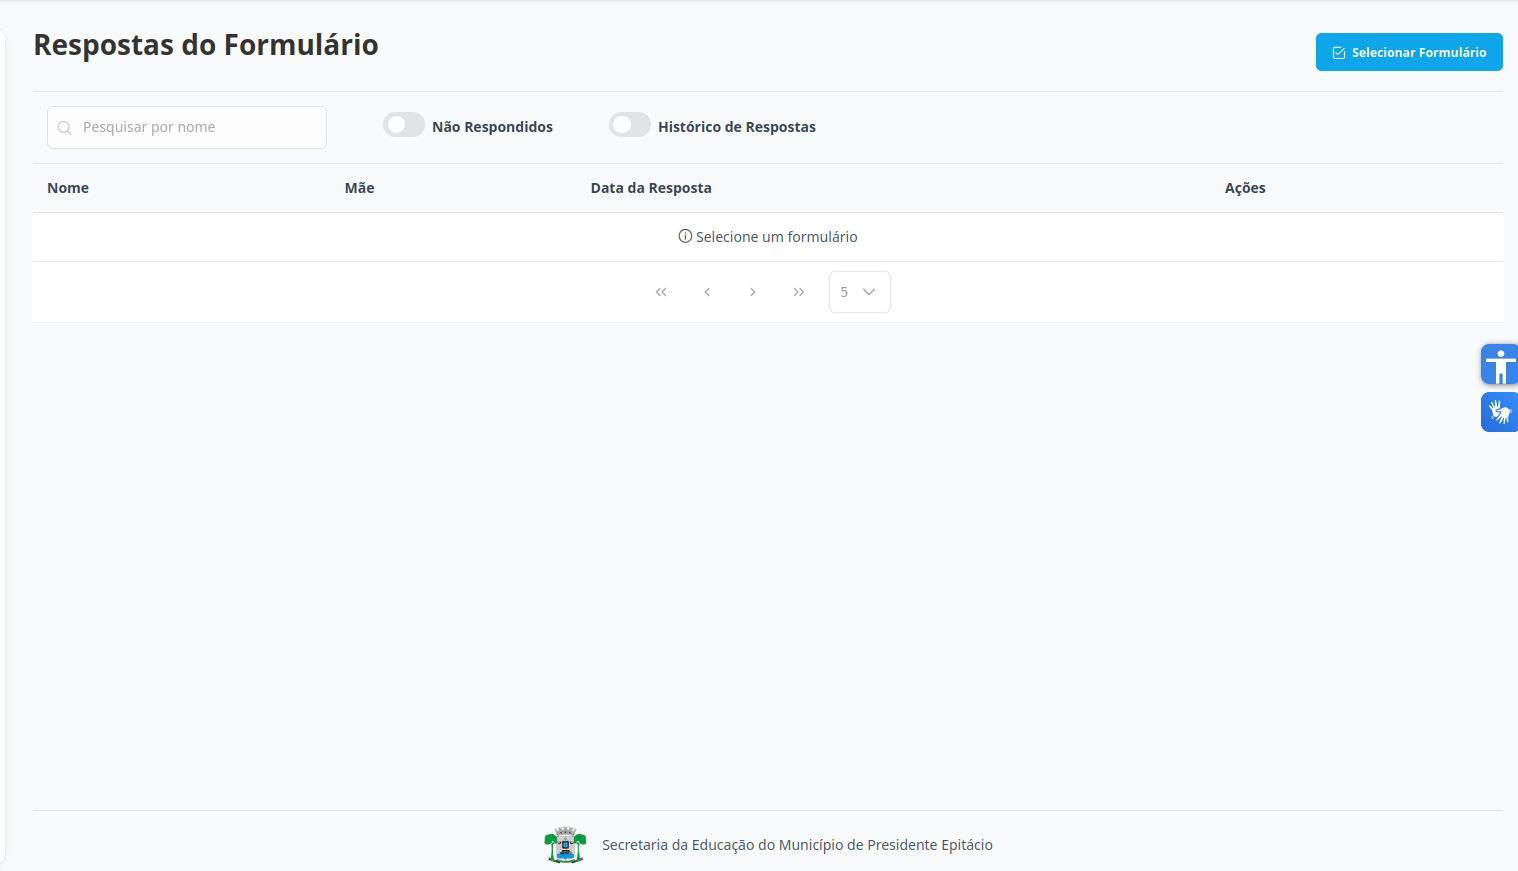 Respostas do Formulário
Selecionar Formulário
Pesquisar por nome
Não Respondidos
Histórico de Respostas
Nome Mãe Data da Resposta Ações
Selecione um formulário
5
Secretaria da Educação do Município de Presidente Epitácio